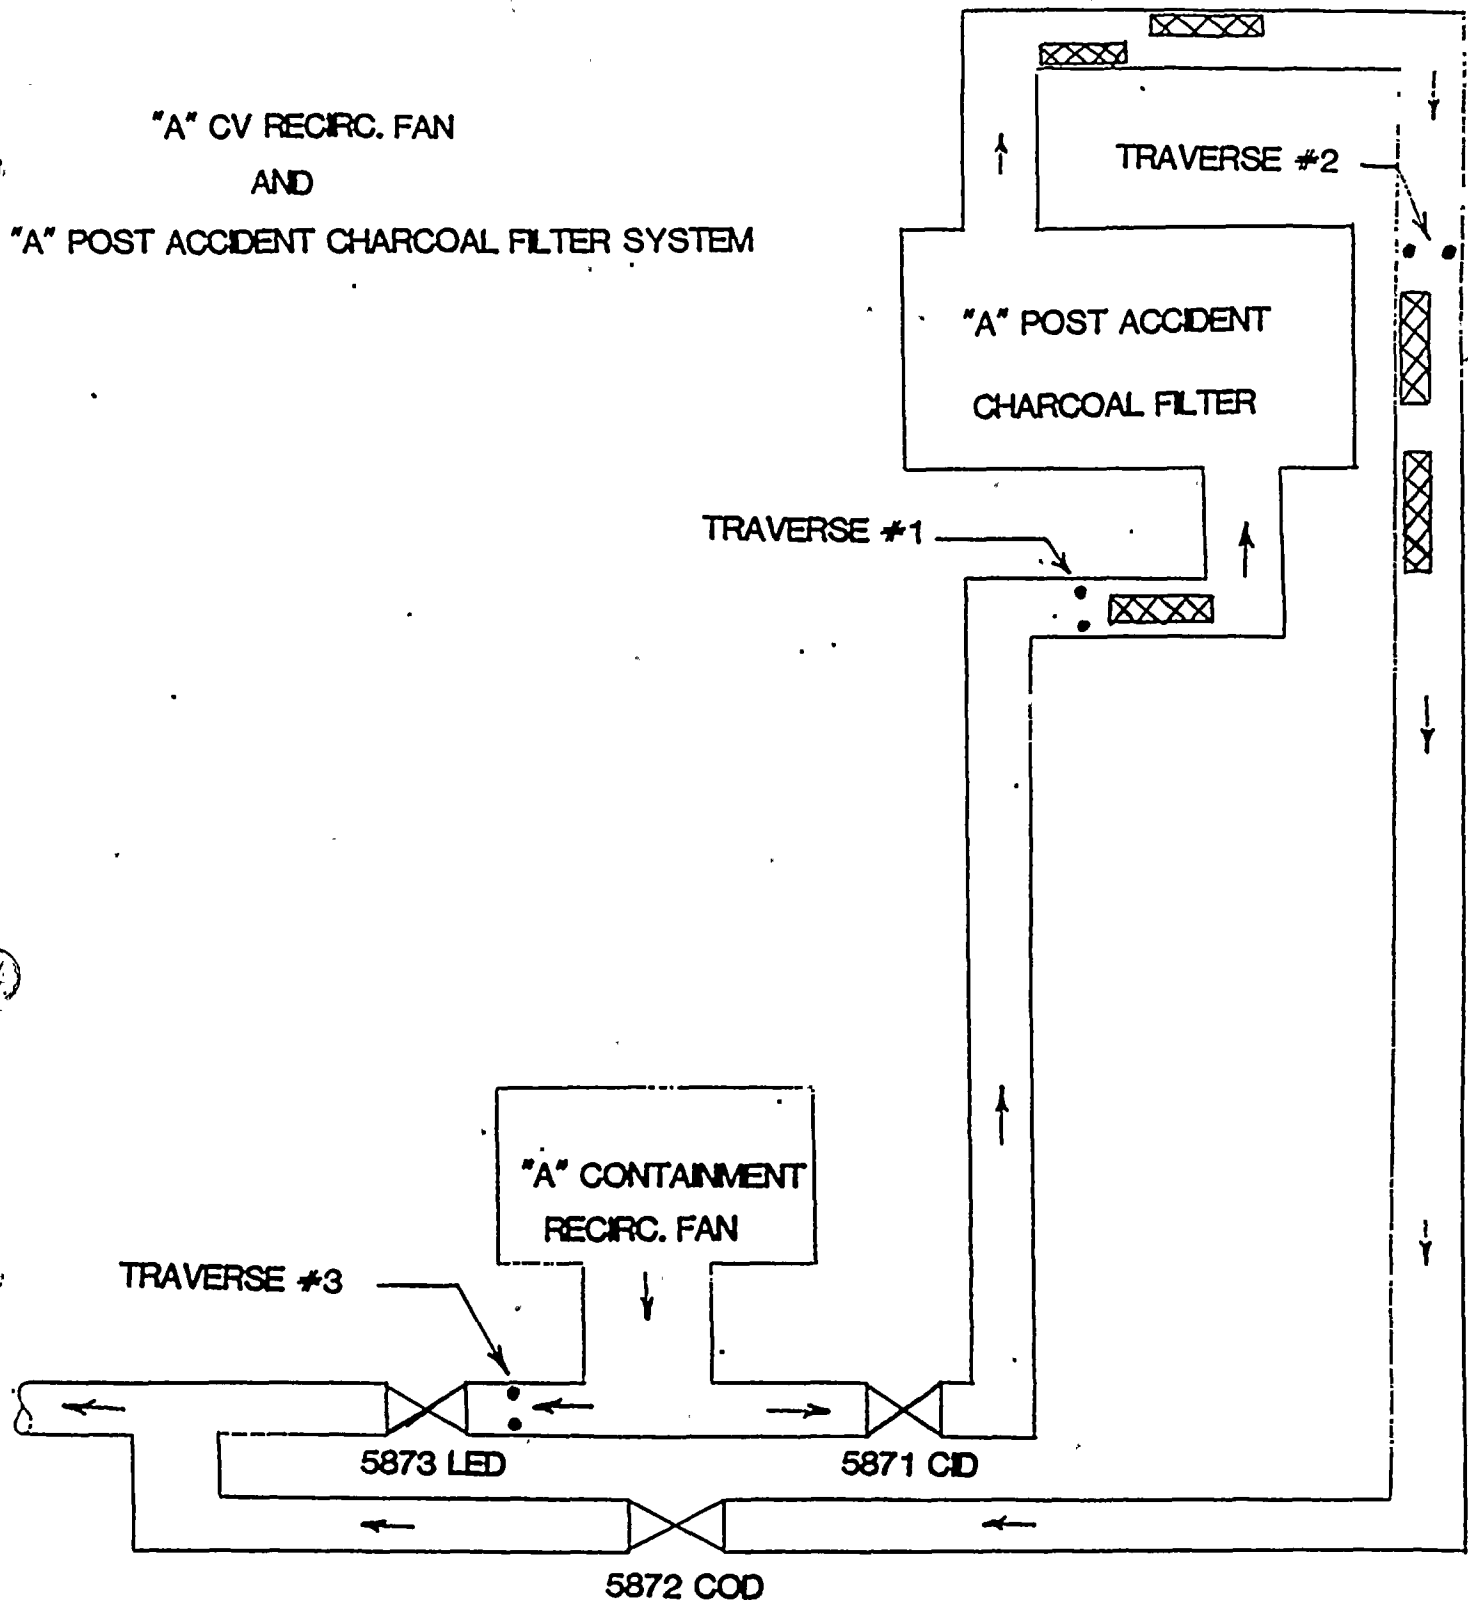 "A" CV RECIRC. FAN
AND
"A" POST ACCIDENT CHARCOAL FILTER SYSTEM
TRAVERSE #2
"A" POST ACCIDENT
CHARCOAL FILTER
TRAVERSE #1
"A" CONTAINMENT
RECIRC. FAN
TRAVERSE #3
5873 LED
5871 CID
5872 COD